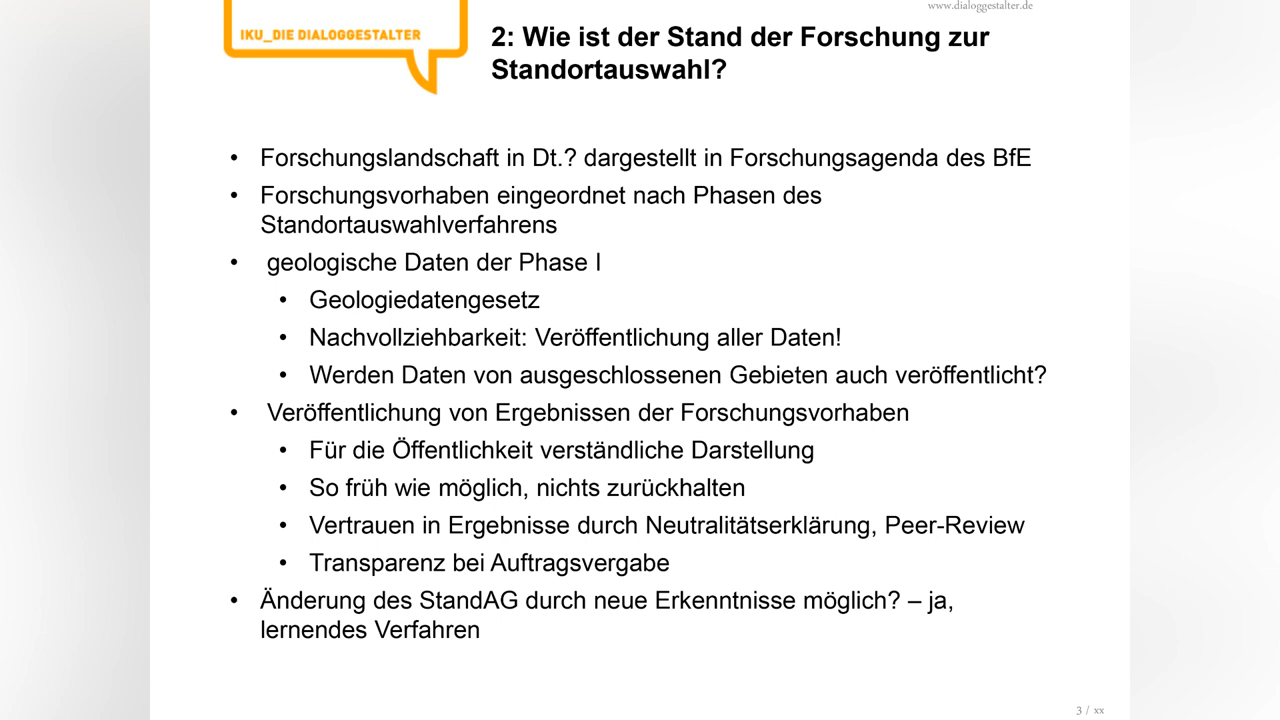 www.dialoggestalter.de
IKU_DIE DIALOGGESTALTER
2: Wie ist der Stand der Forschung zur
Standortauswahl?
• Forschungslandschaft in Dt.? dargestellt in Forschungsagenda des BfE
• Forschungsvorhaben eingeordnet nach Phasen des
Standortauswahlverfahrens
• geologische Daten der Phase I
• Geologiedatengesetz
• Nachvollziehbarkeit: Veröffentlichung aller Daten!
• Werden Daten von ausgeschlossenen Gebieten auch veröffentlicht?
• Veröffentlichung von Ergebnissen der Forschungsvorhaben
• Für die Öffentlichkeit verständliche Darstellung
• So früh wie möglich, nichts zurückhalten
• Vertrauen in Ergebnisse durch Neutralitätserklärung, Peer-Review
• Transparenz bei Auftragsvergabe
• Änderung des StandAG durch neue Erkenntnisse möglich? – ja,
lernendes Verfahren
3 / xx